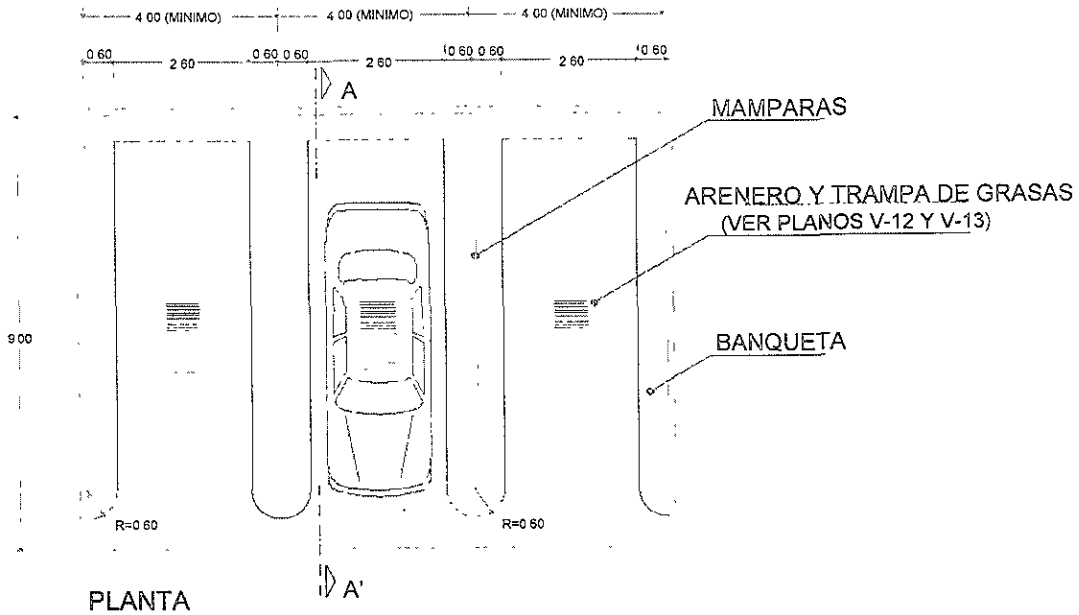 4 00 (MINIMO) 4 00 (MINIMO) 4 00 (MINIMO)
0 60 2 60 0 60 0 60 2 60 0 60 0 60 2 60 0 60
A
MAMPARAS
ARENERO Y TRAMPA DE GRASAS
(VER PLANOS V-12 Y V-13)
9 00
BANQUETA
R=0 60 R=0 60
A'
PLANTA